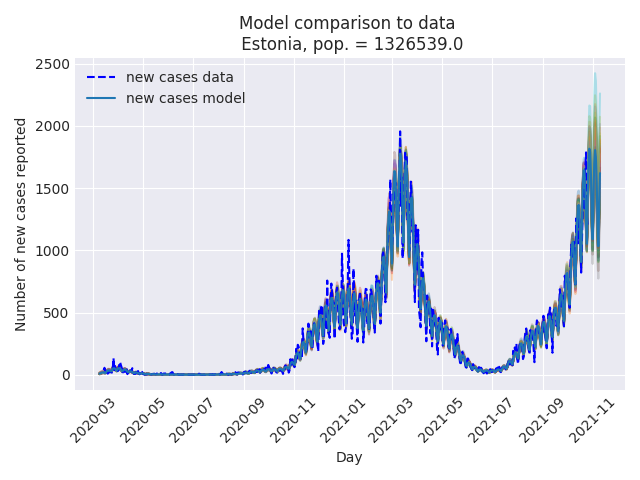 Model comparison to data
Estonia, pop. = 1326539.0
new cases data
new cases model
Number of new cases reported
2500
2000
1500
1000
500
0
2020-03
2020-05
2020-07
2020-09
2020-11
2021-01
2021-03
2021-05
2021-07
2021-09
2021-11
Day